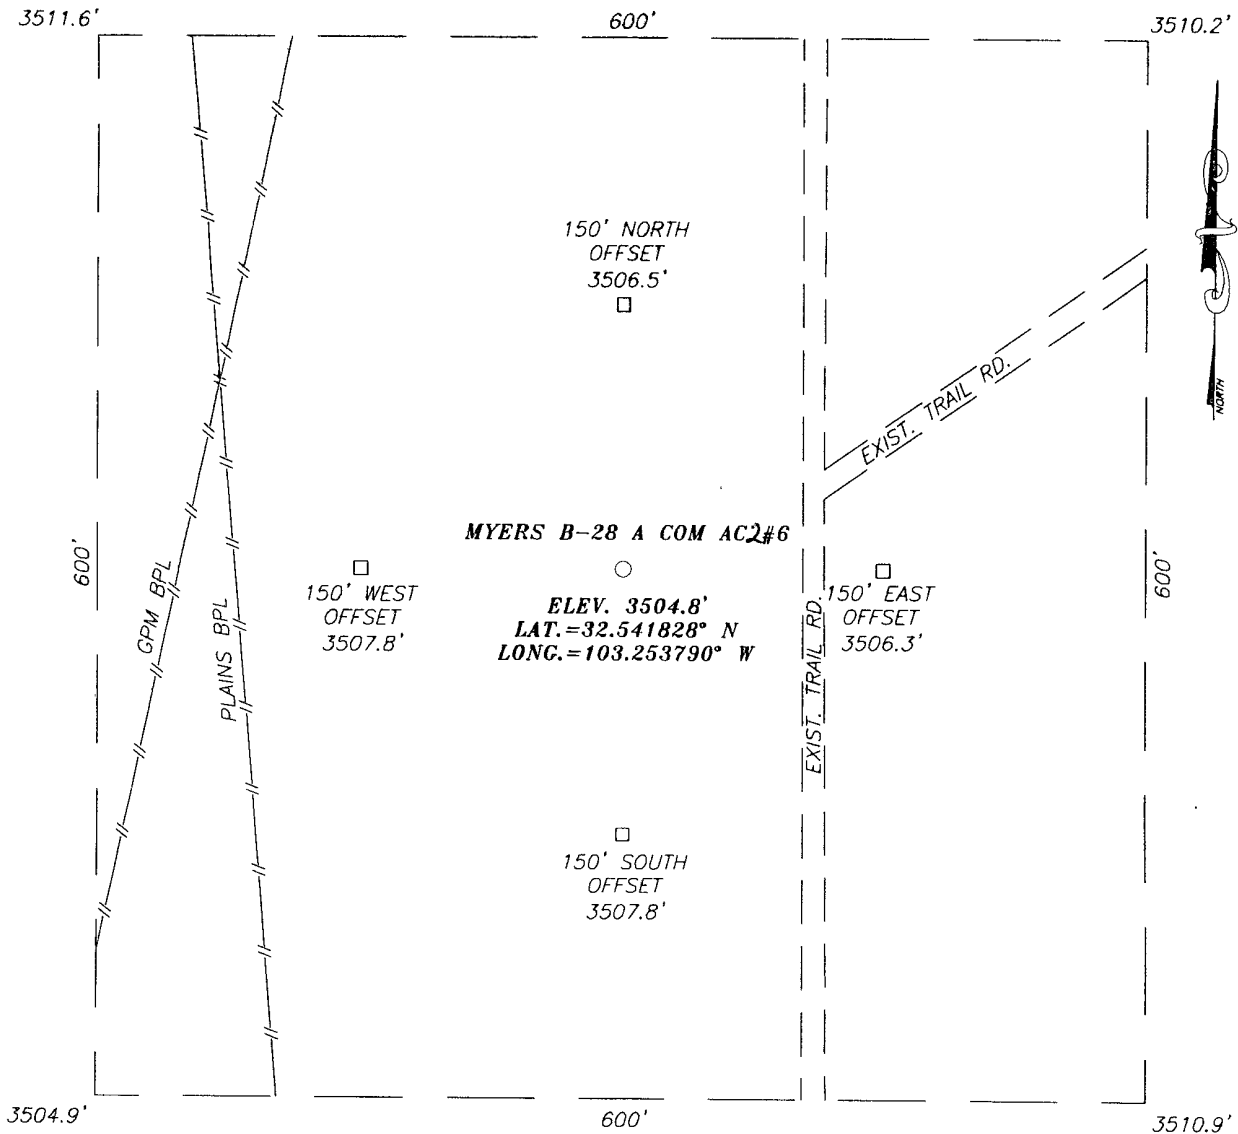 3511.6'
600'
3510.2'
150' NORTH
OFFSET
3506.5'
NORTH
EXIST. TRAIL RD.
MYERS B-28 A COM AC2#6
600'
GPM BPL
PLAINS BPL
150' WEST
OFFSET
3507.8'
ELEV. 3504.8'
LAT.=32.541828° N
LONG.=103.253790° W
EXIST. TRAIL RD.
150' EAST
OFFSET
3506.3'
600'
150' SOUTH
OFFSET
3507.8'
3504.9'
600'
3510.9'